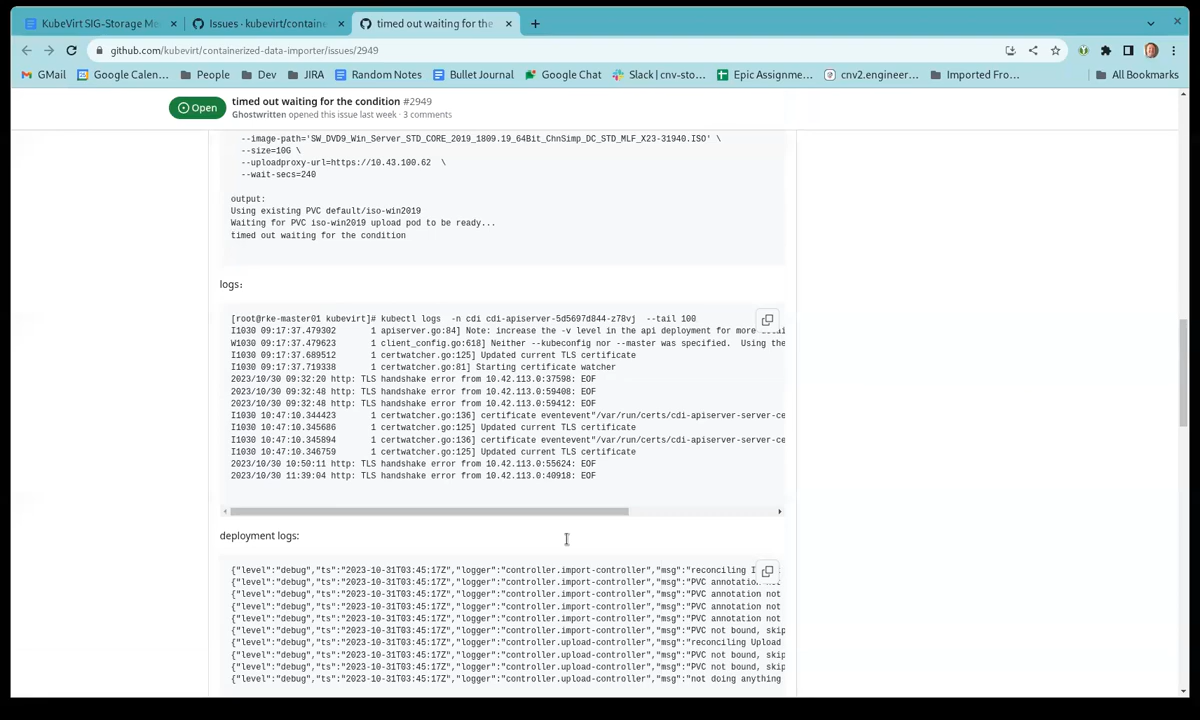 KubeVirt SIG-Storage Me
Issues · kubevirt/containe
timed out waiting for the
github.com/kubevirt/containerized-data-importer/issues/2949
GMail
Google Calen...
People
Dev
JIRA
Random Notes
Bullet Journal
Google Chat
Slack | cnv-sto...
Epic Assignme...
cnv2.engineer...
Imported Fro...
All Bookmarks
Open
timed out waiting for the condition #2949
Ghostwritten opened this issue last week · 3 comments
--image-path='SW_DVD9_Win_Server_STD_CORE_2019_1809.19_64Bit_ChnSimp_DC_STD_MLF_X23-31940.ISO' \
--size=10G \
--uploadproxy-url=https://10.43.100.62 \
--wait-secs=240
output:
Using existing PVC default/iso-win2019
Waiting for PVC iso-win2019 upload pod to be ready...
timed out waiting for the condition
logs:
[root@rke-master01 kubevirt]# kubectl logs -n cdi cdi-apiserver-5d5697d844-z78vj --tail 100
I1030 09:17:37.479302 1 apiserver.go:84] Note: increase the -v level in the api deployment for more
W1030 09:17:37.479623 1 client_config.go:618] Neither --kubeconfig nor --master was specified. Using the
I1030 09:17:37.689512 1 certwatcher.go:125] Updated current TLS certificate
I1030 09:17:37.719338 1 certwatcher.go:81] Starting certificate watcher
2023/10/30 09:32:20 http: TLS handshake error from 10.42.113.0:37598: EOF
2023/10/30 09:32:48 http: TLS handshake error from 10.42.113.0:59408: EOF
2023/10/30 09:32:48 http: TLS handshake error from 10.42.113.0:59412: EOF
I1030 10:47:10.344423 1 certwatcher.go:136] certificate eventevent"/var/run/certs/cdi-apiserver-server-ce
I1030 10:47:10.345686 1 certwatcher.go:125] Updated current TLS certificate
I1030 10:47:10.345894 1 certwatcher.go:136] certificate eventevent"/var/run/certs/cdi-apiserver-server-ce
I1030 10:47:10.346759 1 certwatcher.go:125] Updated current TLS certificate
2023/10/30 10:50:11 http: TLS handshake error from 10.42.113.0:55624: EOF
2023/10/30 11:39:04 http: TLS handshake error from 10.42.113.0:40918: EOF
deployment logs:
{"level":"debug","ts":"2023-10-31T03:45:17Z","logger":"controller.import-controller","msg":"reconciling I
{"level":"debug","ts":"2023-10-31T03:45:17Z","logger":"controller.import-controller","msg":"PVC annotation not
{"level":"debug","ts":"2023-10-31T03:45:17Z","logger":"controller.import-controller","msg":"PVC annotation not
{"level":"debug","ts":"2023-10-31T03:45:17Z","logger":"controller.import-controller","msg":"PVC annotation not
{"level":"debug","ts":"2023-10-31T03:45:17Z","logger":"controller.import-controller","msg":"PVC annotation not
{"level":"debug","ts":"2023-10-31T03:45:17Z","logger":"controller.import-controller","msg":"PVC not bound, skip
{"level":"debug","ts":"2023-10-31T03:45:17Z","logger":"controller.upload-controller","msg":"reconciling Upload
{"level":"debug","ts":"2023-10-31T03:45:17Z","logger":"controller.upload-controller","msg":"PVC not bound, skip
{"level":"debug","ts":"2023-10-31T03:45:17Z","logger":"controller.upload-controller","msg":"PVC not bound, skip
{"level":"debug","ts":"2023-10-31T03:45:17Z","logger":"controller.upload-controller","msg":"not doing anything